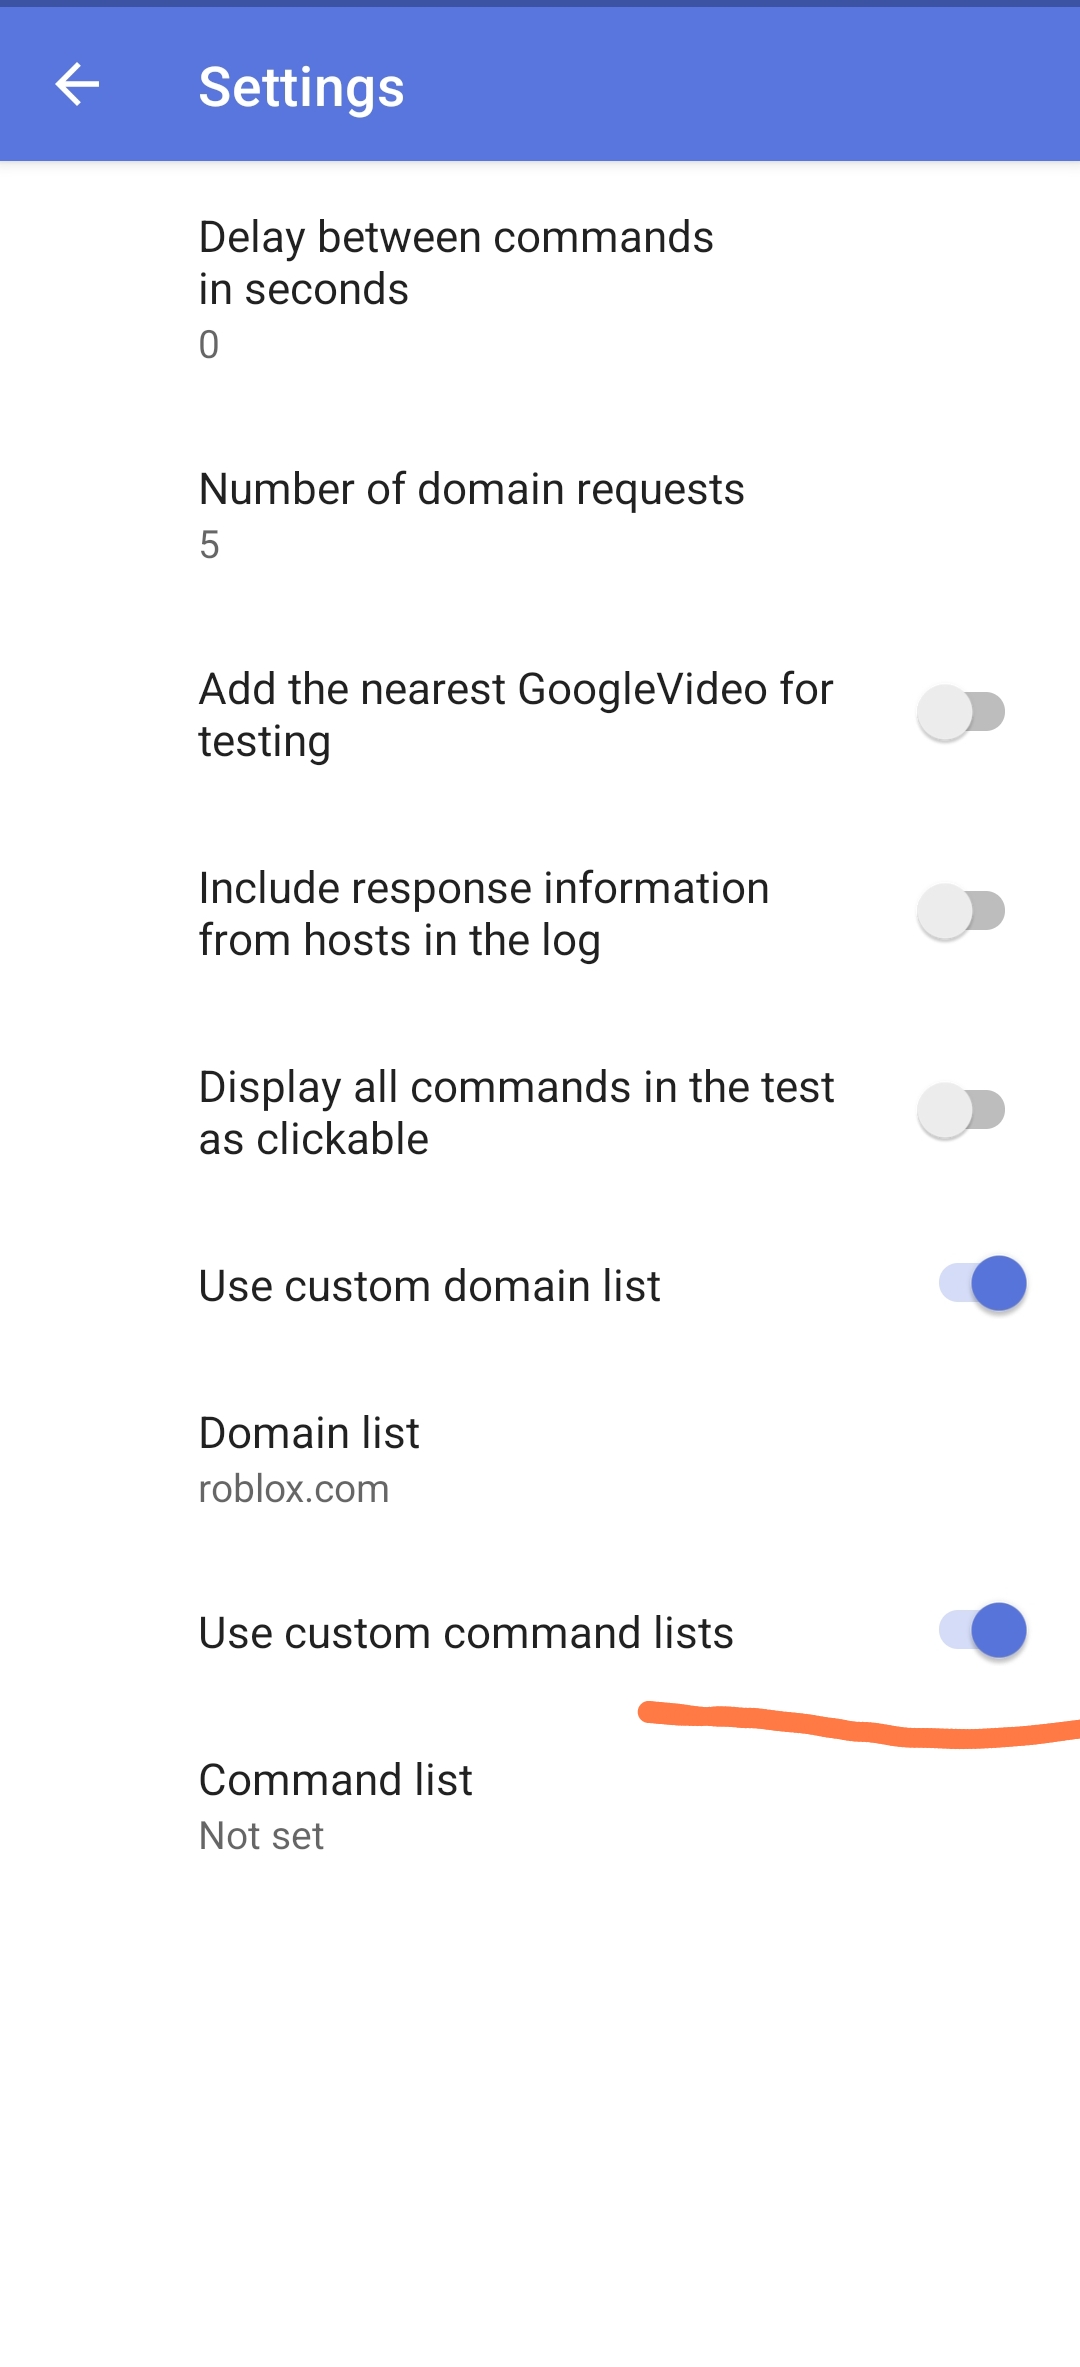 Settings
Delay between commands
in seconds
0
Number of domain requests
5
Add the nearest GoogleVideo for
testing
Include response information
from hosts in the log
Display all commands in the test
as clickable
Use custom domain list
Domain list
roblox.com
Use custom command lists
Command list
Not set